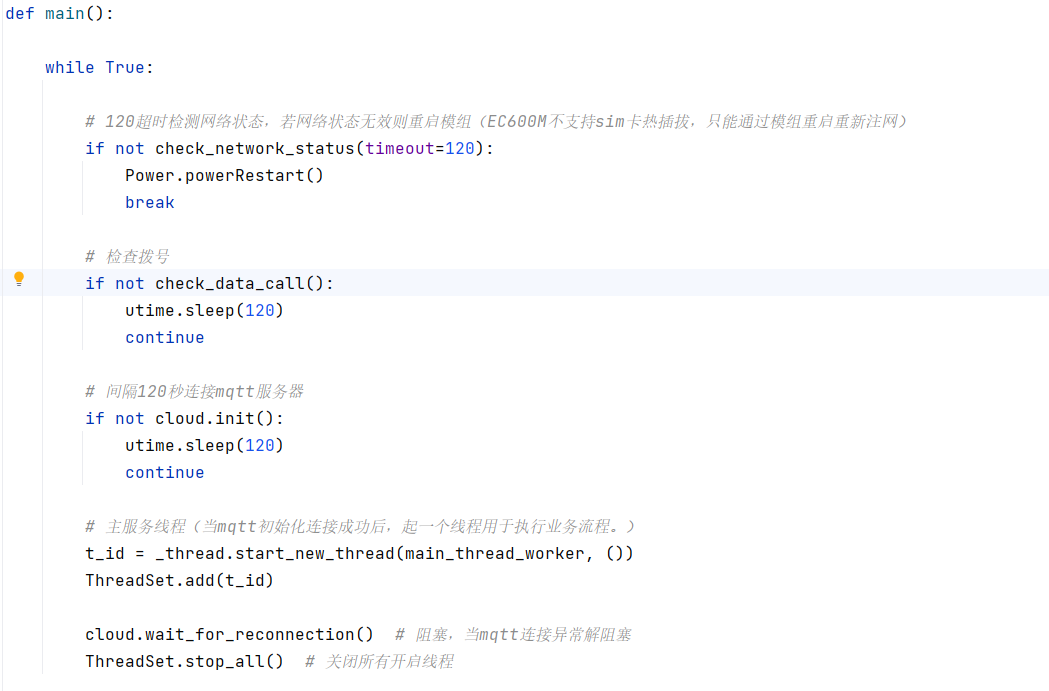 def main():
while True:
# 120超时检测网络状态，若网络状态无效则重启模组（EC600M不支持sim卡热插拔，只能通过模组重启重新注网）
if not check_network_status(timeout=120):
Power.powerRestart()
break
# 检查拨号
if not check_data_call():
utime.sleep(120)
continue
# 间隔120秒连接mqtt服务器
if not cloud.init():
utime.sleep(120)
continue
# 主服务线程（当mqtt初始化连接成功后，起一个线程用于执行业务流程。）
t_id = _thread.start_new_thread(main_thread_worker, ())
ThreadSet.add(t_id)
cloud.wait_for_reconnection()  # 阻塞，当mqtt连接异常解阻塞
ThreadSet.stop_all()  # 关闭所有开启线程